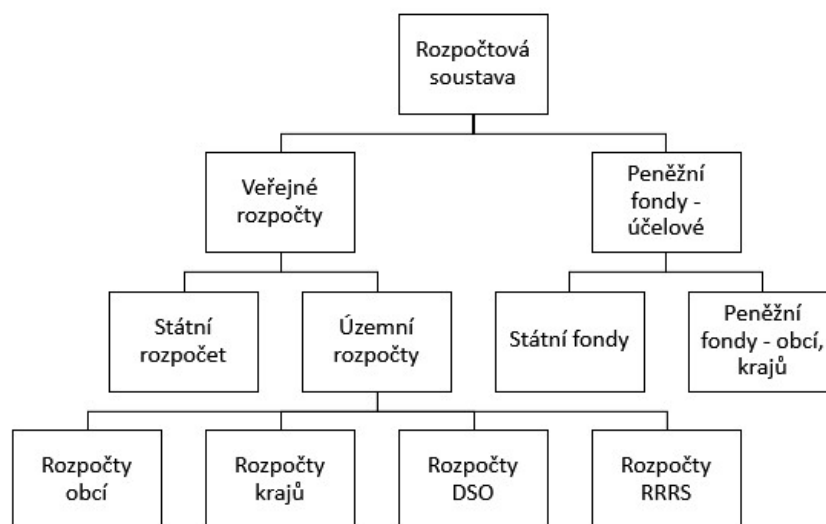 Rozpočtová
soustava
Veřejné
rozpočty
Peněžní
fondy -
účelové
Státní
rozpočet
Územní
rozpočty
Státní fondy
Peněžní
fondy - obcí,
krajů
Rozpočty
obcí
Rozpočty
krajů
Rozpočty
DSO
Rozpočty
RRRS